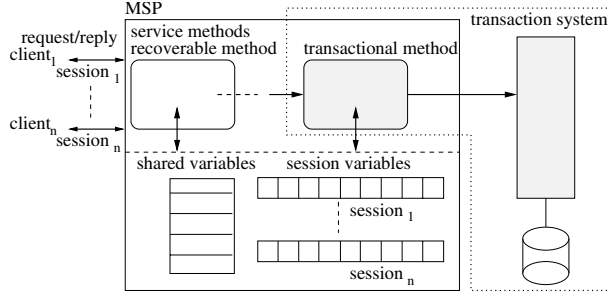 MSP
transaction system
request/reply
service methods
recoverable method
transactional method
client1
session 1
clientn
session n
shared variables
session variables
session 1
session n